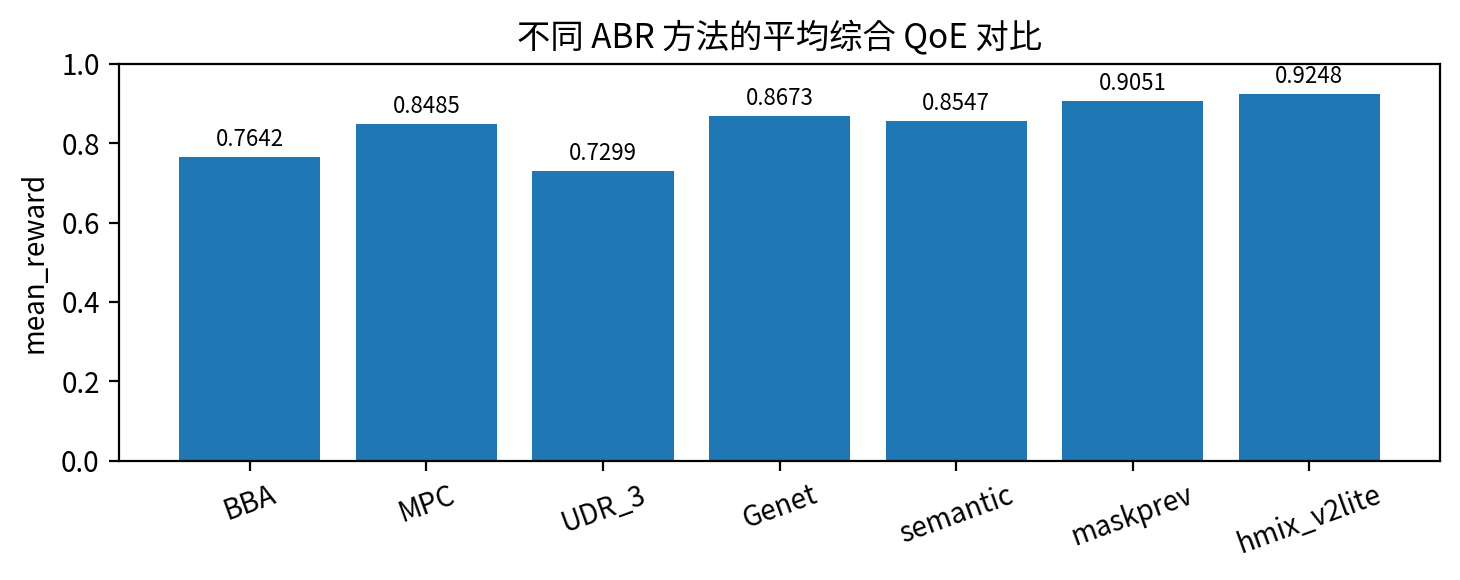 不同 ABR 方法的平均综合 QoE 对比
mean_reward
1.0
0.8
0.6
0.4
0.2
0.0
0.7642
0.8485
0.7299
0.8673
0.8547
0.9051
0.9248
BBA
MPC
UDR_3
Genet
semantic
maskprev
hmix_v2lite